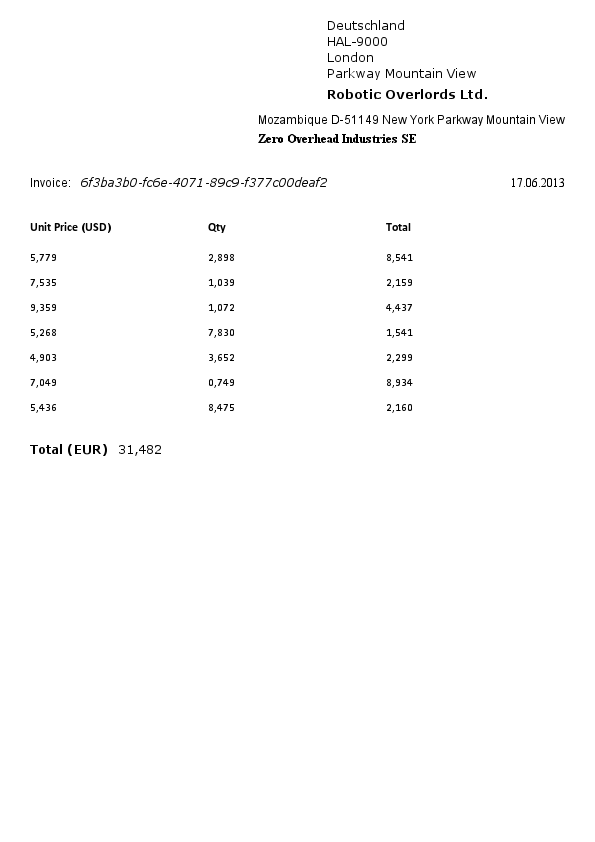 Deutschland
HAL-9000
London
Parkway Mountain View
Robotic Overlords Ltd.
Mozambique D-51149 New York Parkway Mountain View
Zero Overhead Industries SE
Invoice: 6f3ba3b0-fc6e-4071-89c9-f377c00deaf2 17.06.2013
Unit Price (USD) Qty Total
5,779 2,898 8,541
7,535 1,039 2,159
9,359 1,072 4,437
5,268 7,830 1,541
4,903 3,652 2,299
7,049 0,749 8,934
5,436 8,475 2,160
Total (EUR) 31,482